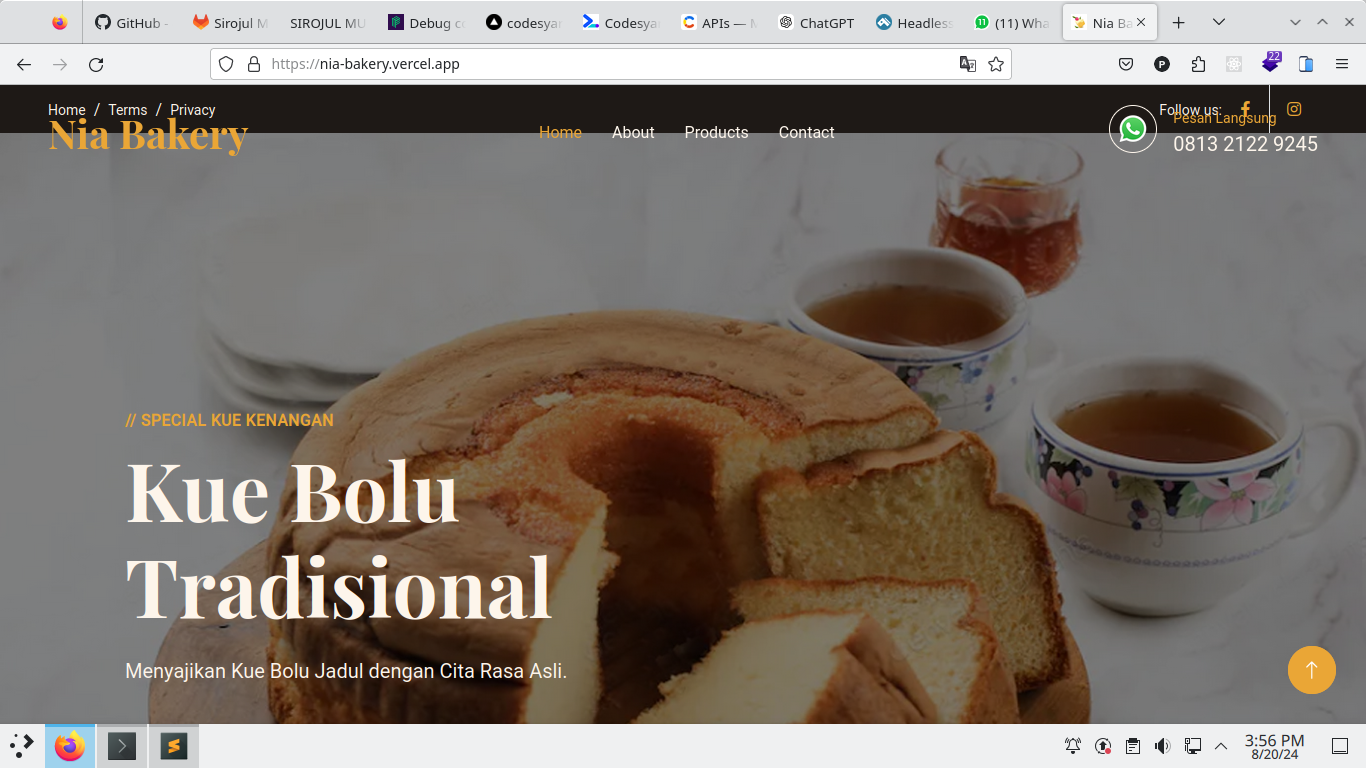 GitHub -
Sirojul M
SIROJUL MU
Debug co
codesya
Codesya
APIs — M
ChatGPT
Headless
(11) Wha
Nia Ba
https://nia-bakery.vercel.app
22
Home / Terms / Privacy
Follow us:
Nia Bakery
Home
About
Products
Contact
Pesan Langsung
0813 2122 9245
// SPECIAL KUE KENANGAN
Kue Bolu
Tradisional
Menyajikan Kue Bolu Jadul dengan Cita Rasa Asli.
3:56 PM
8/20/24